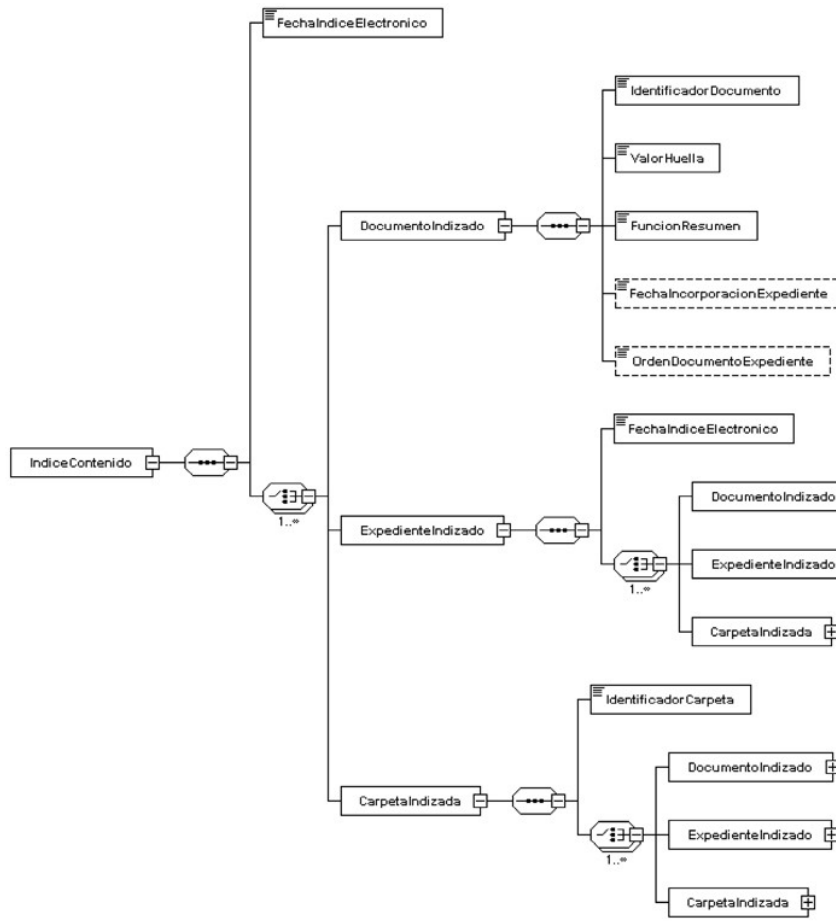 FechaIndiceElectronico
IdentificadorDocumento
ValorHuella
DocumentoIndizado
FuncionResumen
FechaIncorporacionExpediente
OrdenDocumentoExpediente
FechaIndiceElectronico
IndiceContenido
1..∞
DocumentoIndizado
ExpedienteIndizado
ExpedienteIndizado
1..∞
CarpetaIndizada
IdentificadorCarpeta
DocumentoIndizado
CarpetaIndizada
ExpedienteIndizado
1..∞
CarpetaIndizada